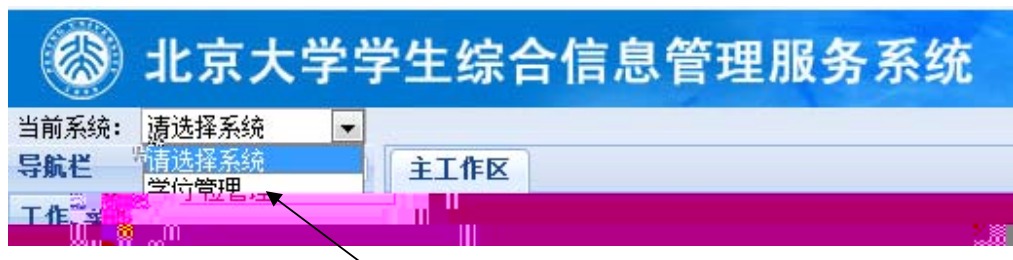 北京大学学生综合信息管理服务系统
当前系统： 请选择系统
导航栏 请选择系统 主工作区
学位管理
工作